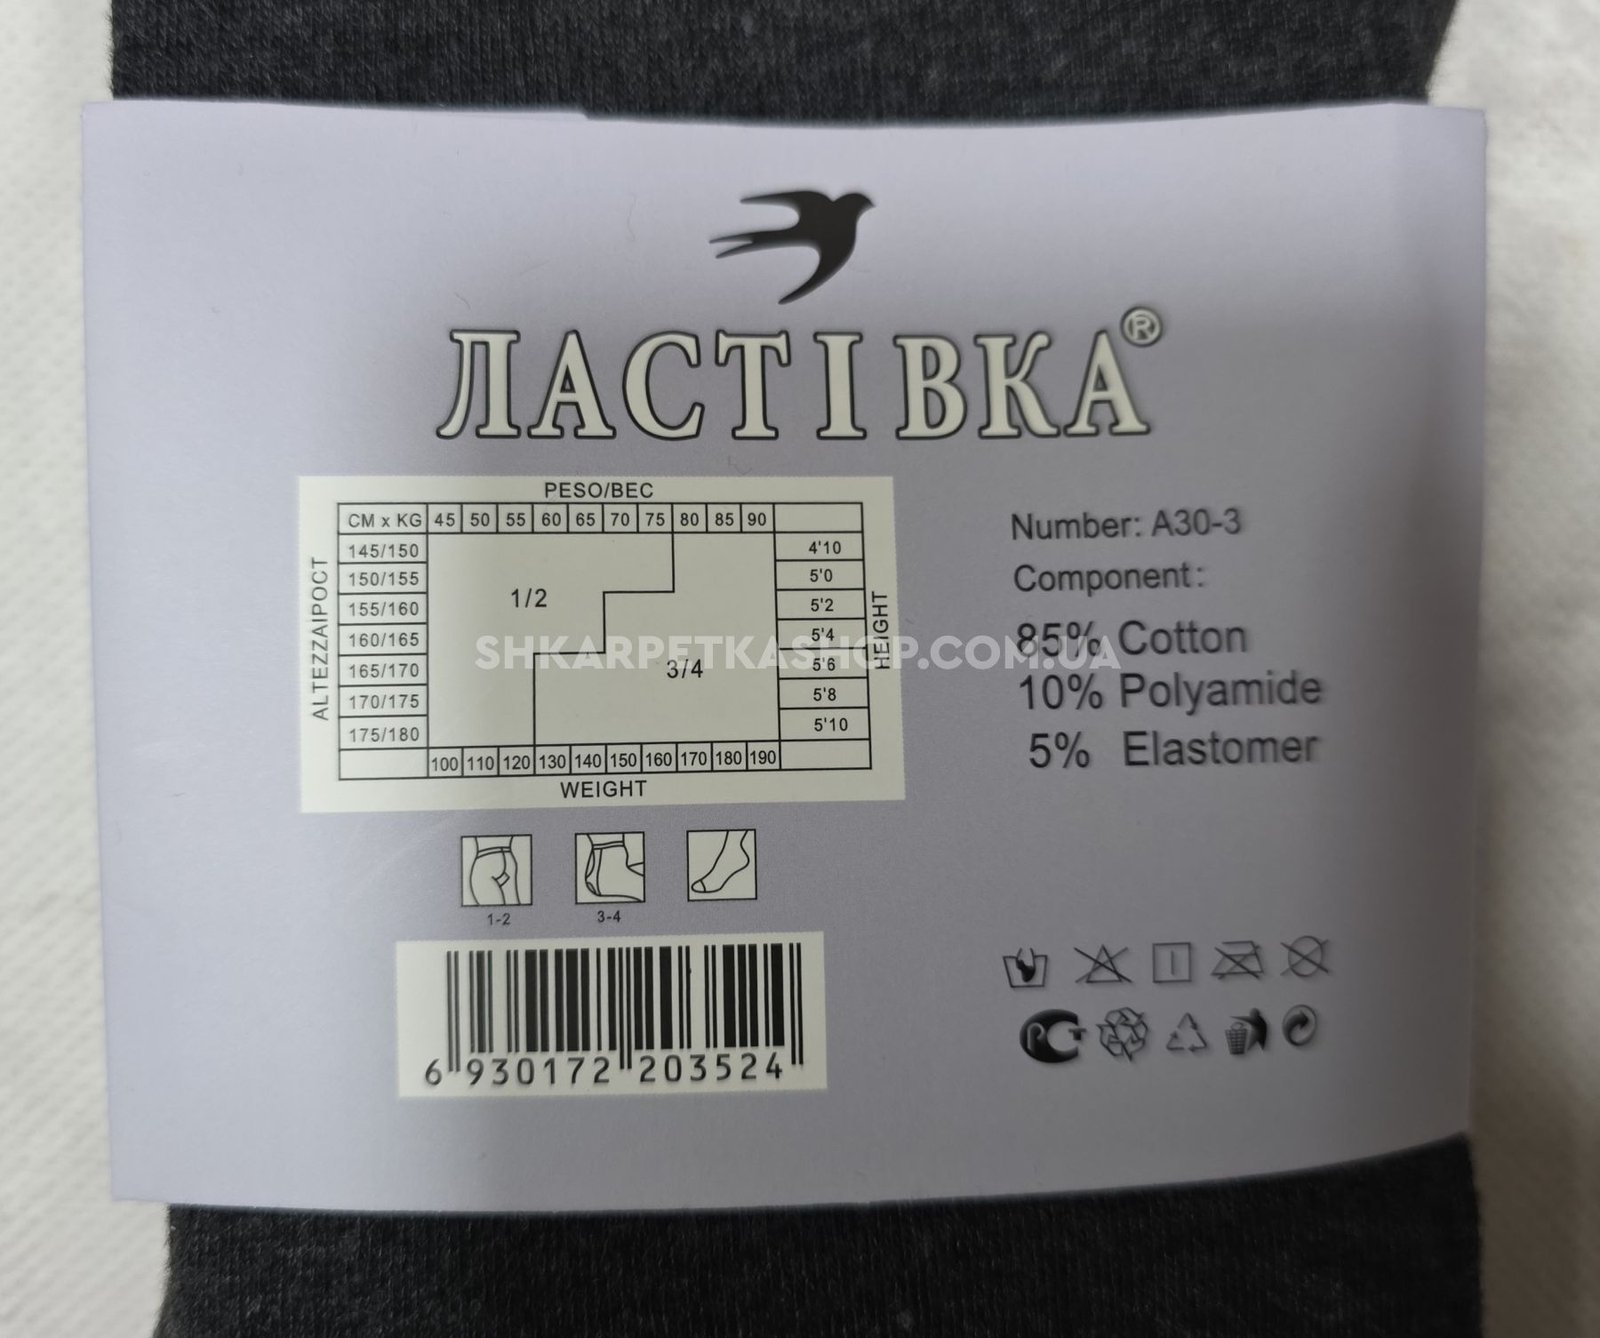 ЛАСТІВКА®
PESO/ВЕС
CM x KG 45 50 55 60 65 70 75 80 85 90
145/150 4'10
150/155 5'0
155/160 1/2 5'2
160/165 5'4
165/170 3/4 5'6
170/175 5'8
175/180 5'10
100 110 120 130 140 150 160 170 180 190
WEIGHT
ALTEZZAIРОСТ
HEIGHT
Number: A30-3
Component:
85% Cotton
10% Polyamide
5% Elastomer
SHKARPETKASHOP.COM.UA
1-2 3-4
6 930172 203524
РСТ